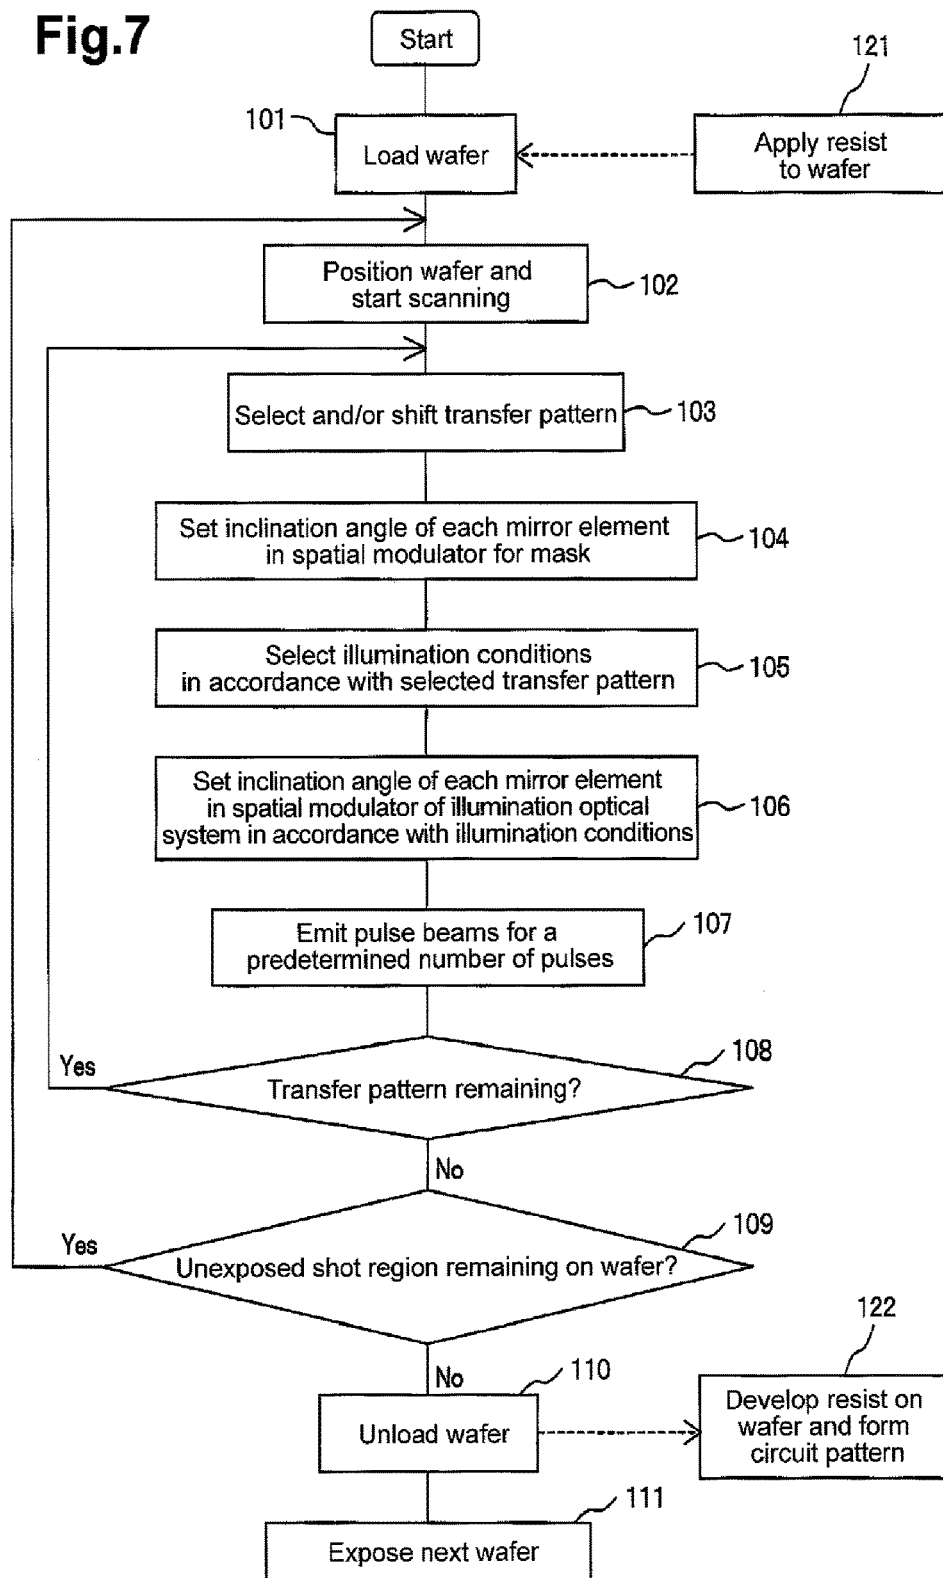 Fig.7
Start
121
101
Load wafer
Apply resist
to wafer
Position wafer and
start scanning
102
Select and/or shift transfer pattern
103
Set inclination angle of each mirror element
in spatial modulator for mask
104
Select illumination conditions
in accordance with selected transfer pattern
105
Set inclination angle of each mirror element
in spatial modulator of illumination optical
system in accordance with illumination conditions
106
Emit pulse beams for a
predetermined number of pulses
107
108
Yes
Transfer pattern remaining?
No
109
Yes
Unexposed shot region remaining on wafer?
122
No
110
Unload wafer
Develop resist on
wafer and form
circuit pattern
111
Expose next wafer